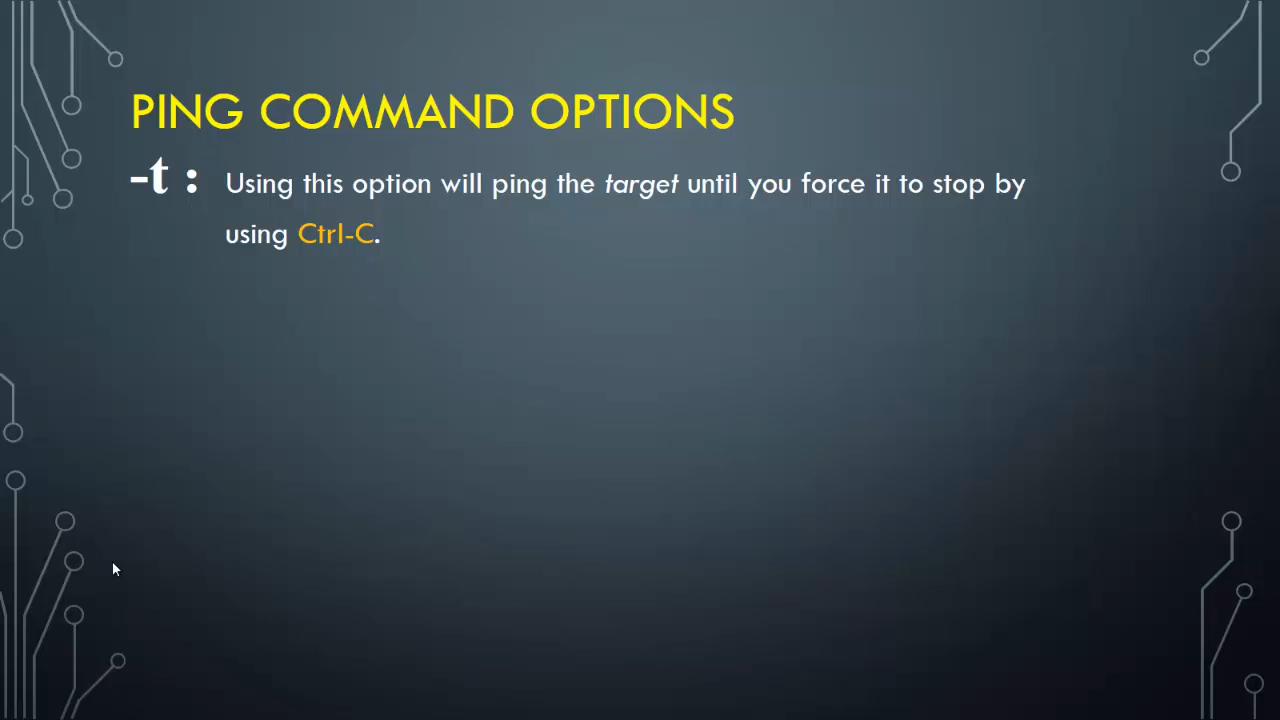 PING COMMAND OPTIONS
-t : Using this option will ping the target until you force it to stop by
using Ctrl-C.